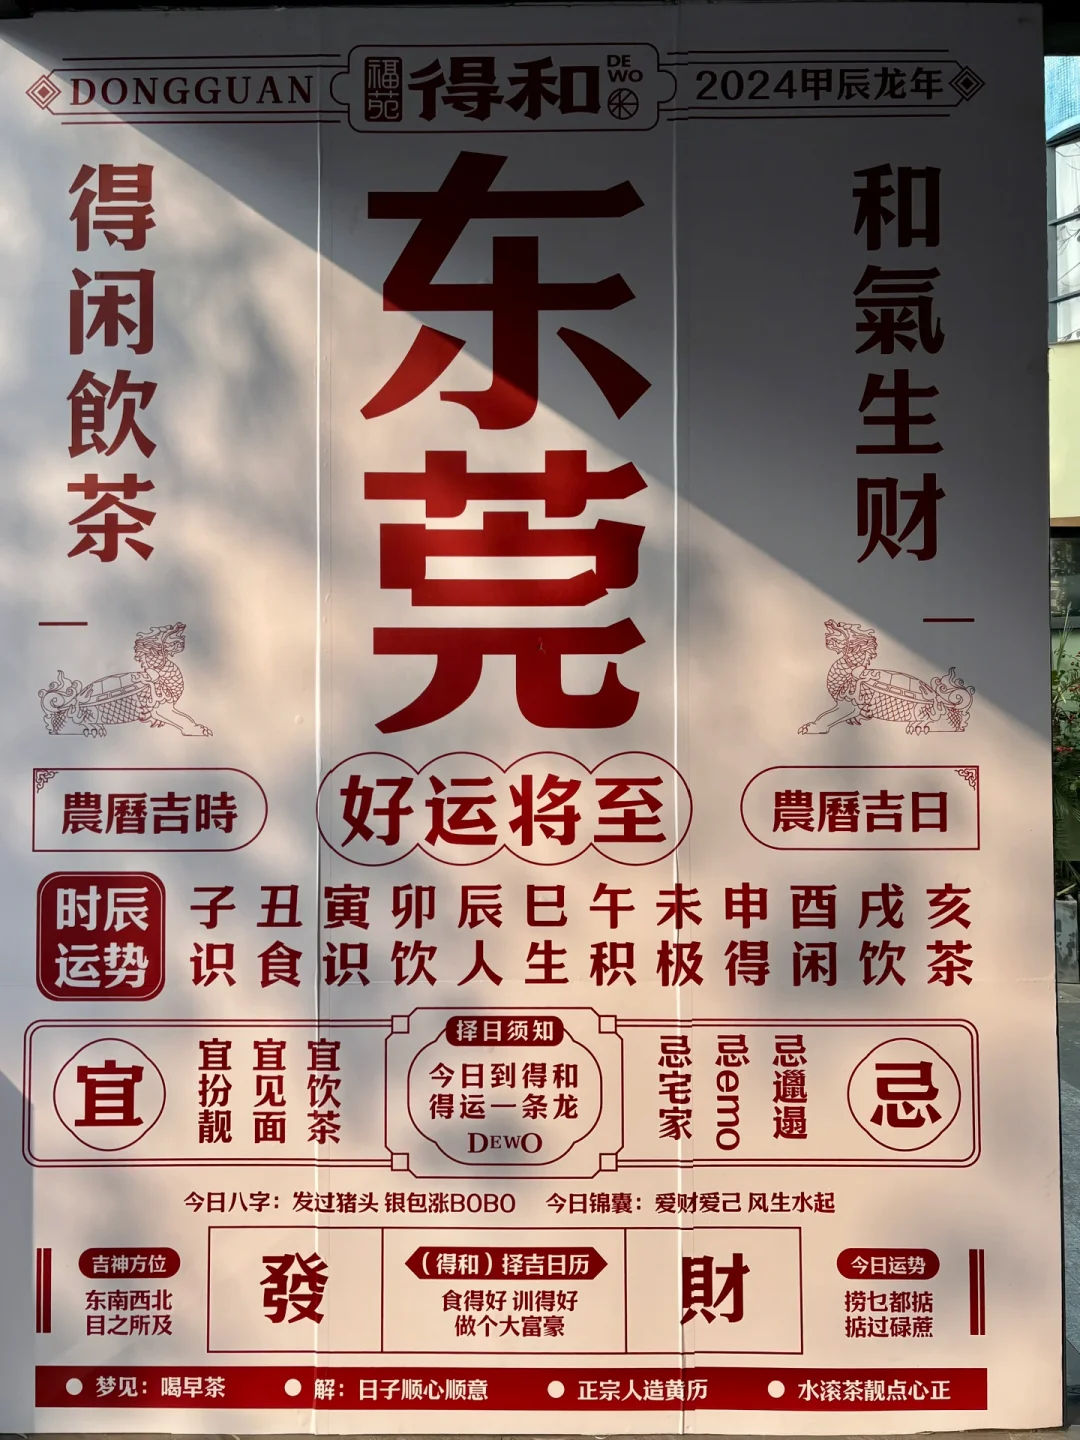 DONGGUAN
福苑
得和
DE
WO
2024甲辰龙年
得闲飲茶
东莞
和氣生财
農曆吉時
好运将至
農曆吉日
时辰
运势
子丑寅卯辰巳午未申酉戌亥
识食识饮人生积极得闲饮茶
宜
宜扮靓
宜见面
宜饮茶
择日须知
今日到得和
得运一条龙
DEWO
忌宅家
忌emo
忌邋遢
忌
今日八字：发过猪头 银包涨BOBO
今日锦囊：爱财爱己 风生水起
吉神方位
东南西北
目之所及
發
（得和）择吉日历
食得好 训得好
做个大富豪
財
今日运势
捞乜都掂
掂过碌蔗
梦见：喝早茶
解：日子顺心顺意
正宗人造黄历
水滚茶靓点心正